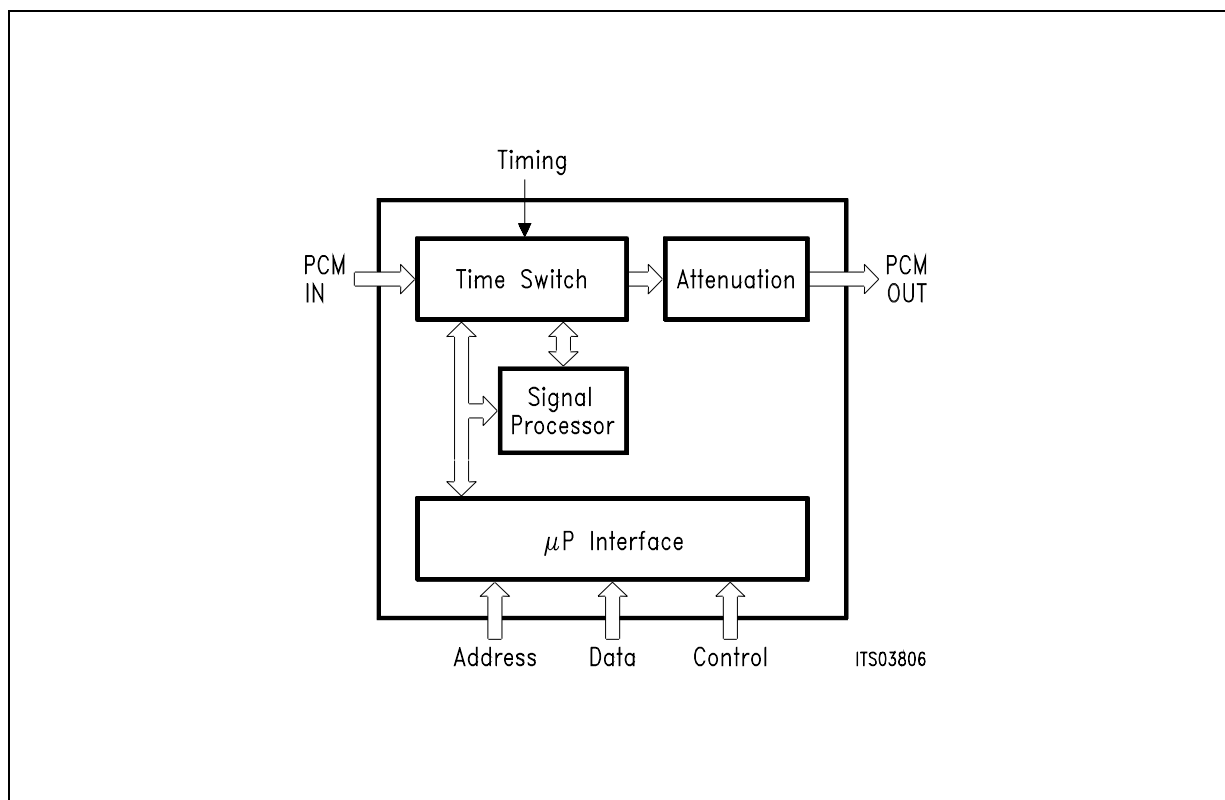 Timing
PCM
IN
Time Switch
Attenuation
PCM
OUT
Signal
Processor
μP Interface
Address
Data
Control
ITS03806